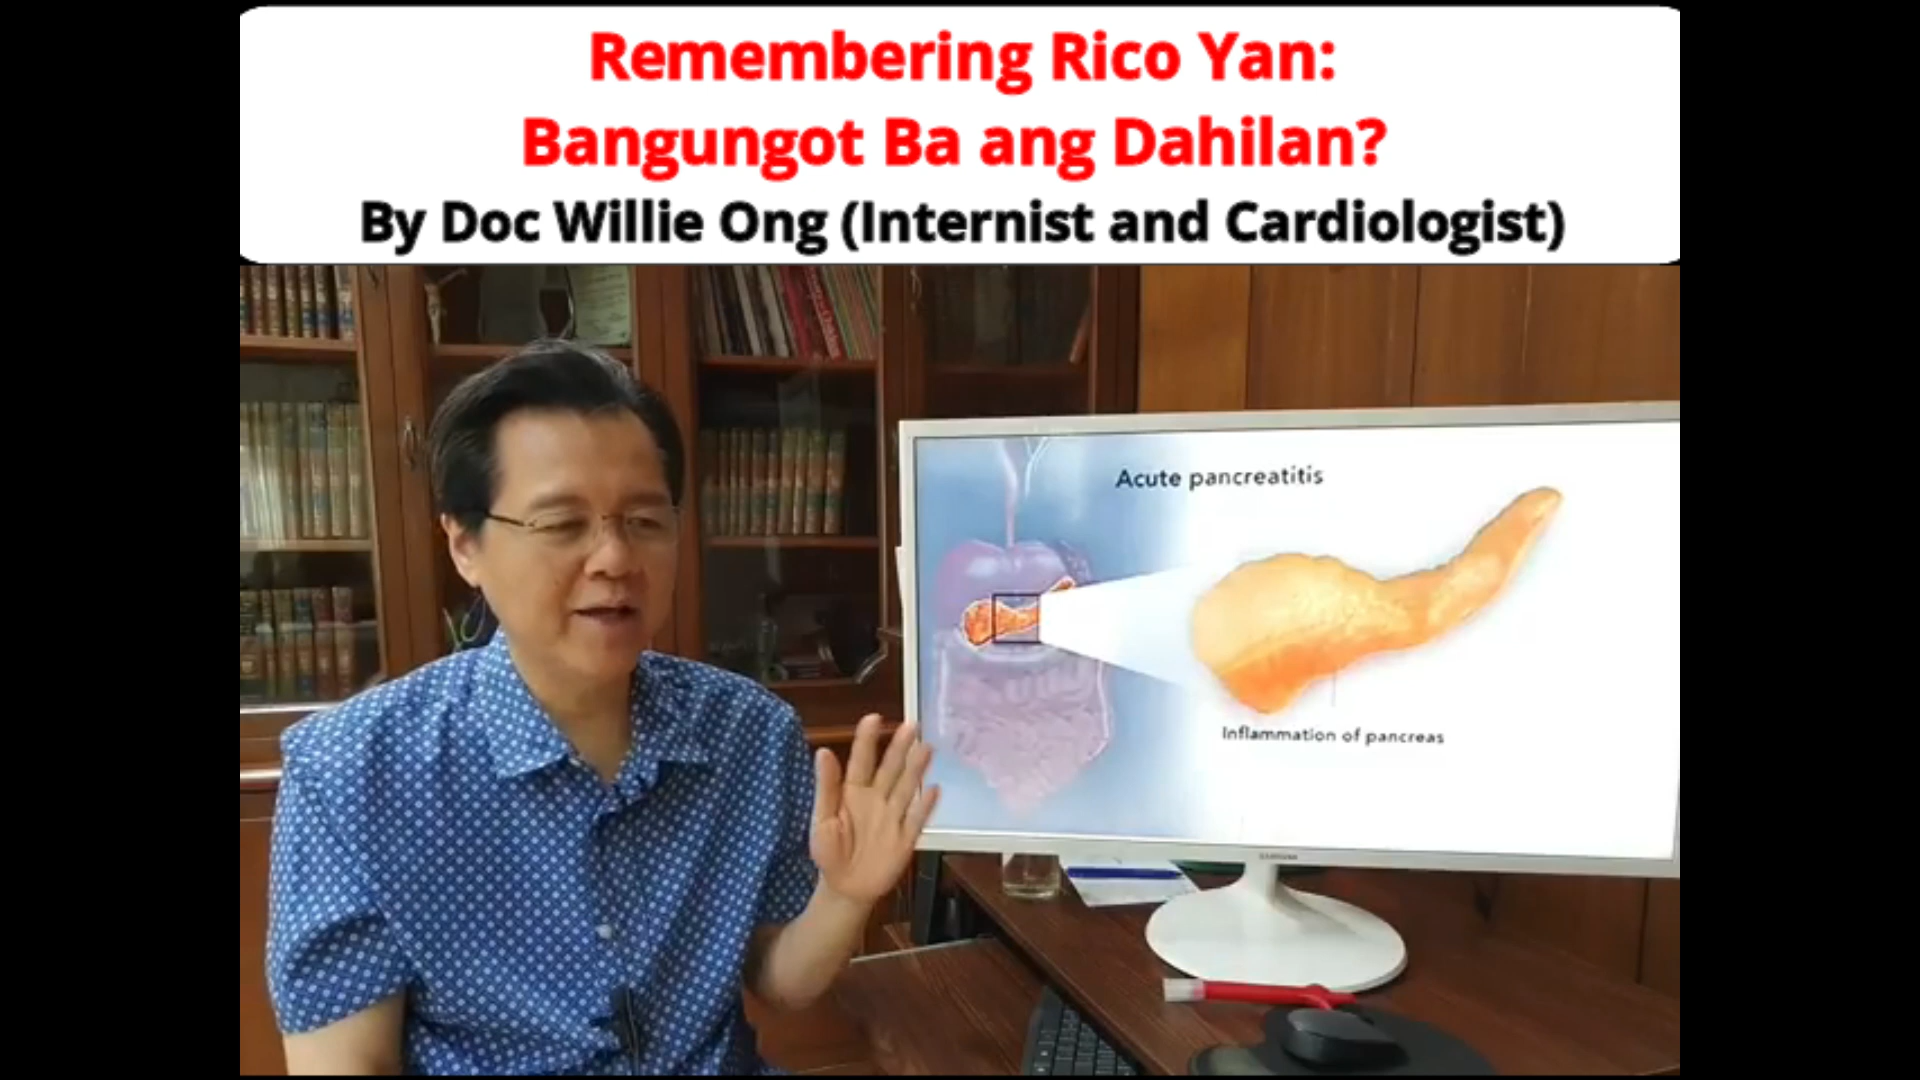 Remembering Rico Yan:
Bangungot Ba ang Dahilan?
By Doc Willie Ong (Internist and Cardiologist)
Acute pancreatitis
Inflammation of pancreas
SAMSUNG